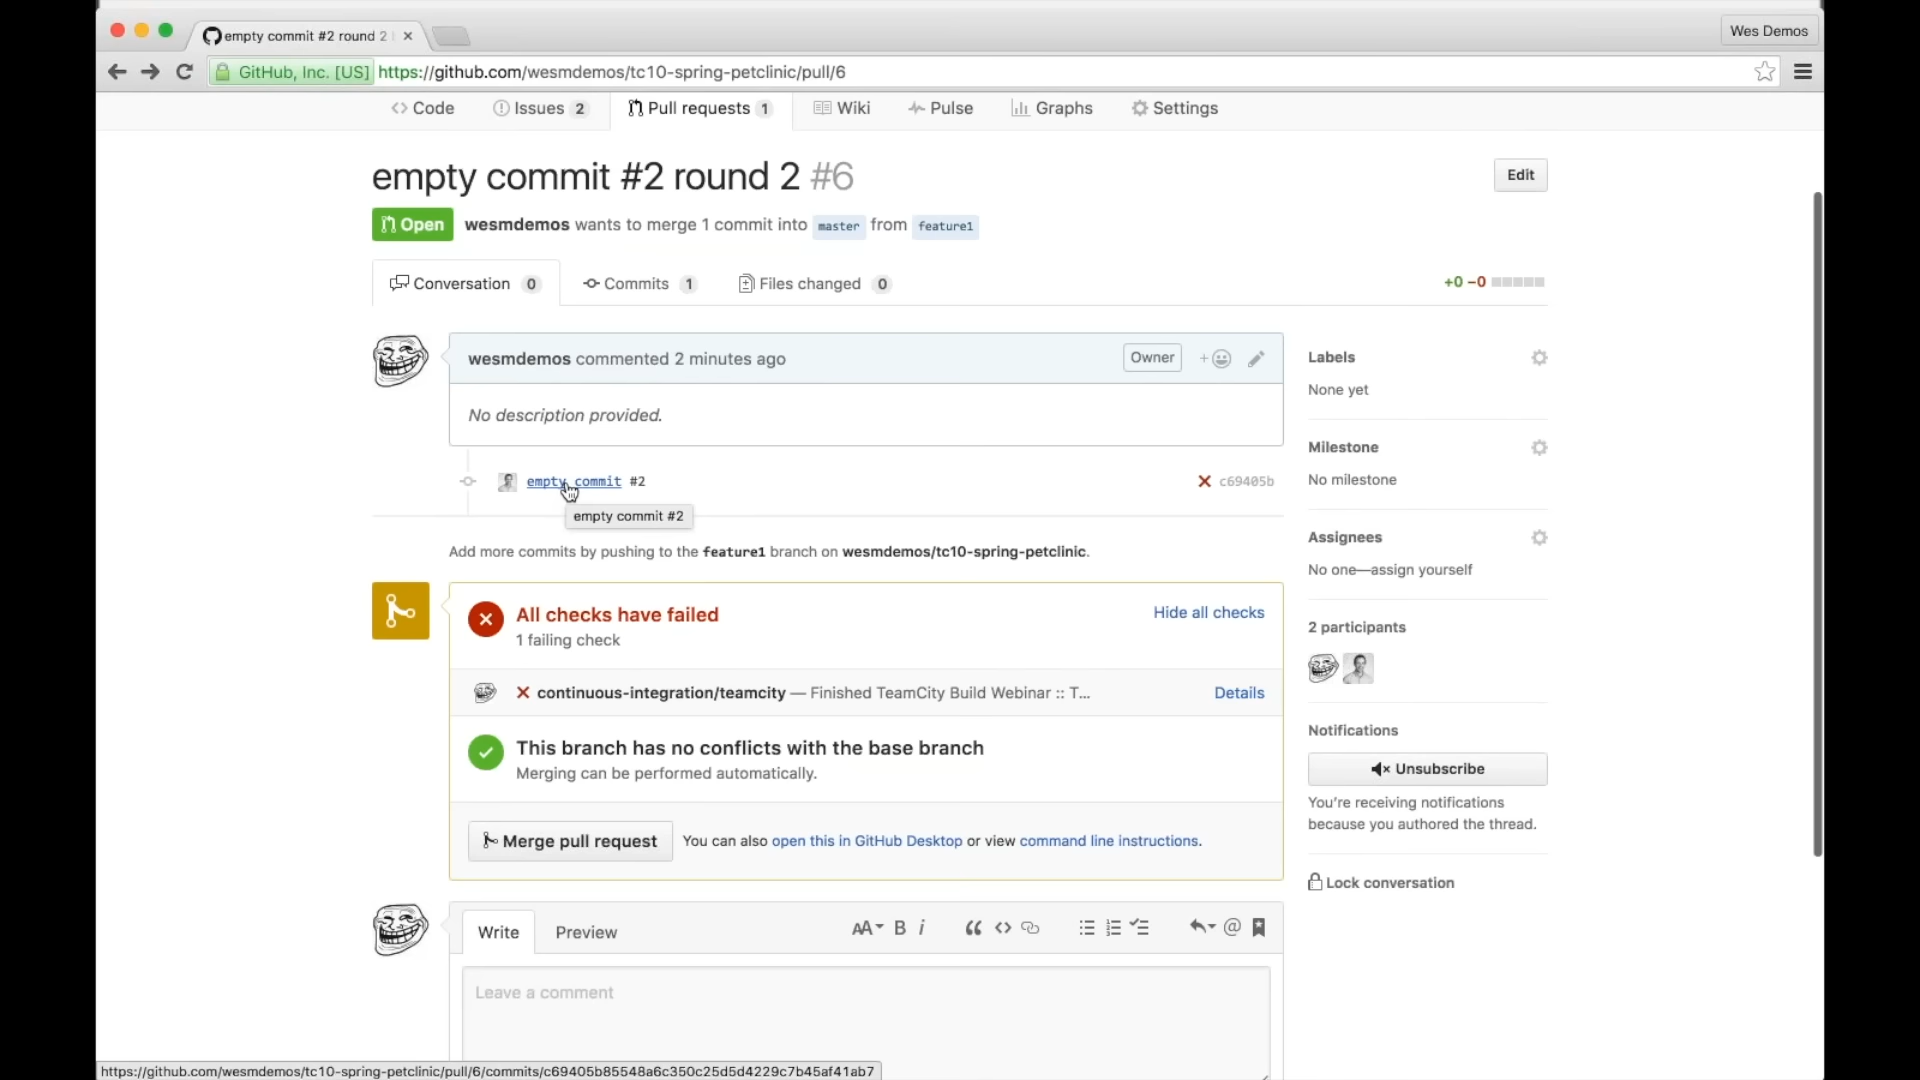 empty commit #2 round 2
Wes Demos
GitHub, Inc. [US] https://github.com/wesmdemos/tc10-spring-petclinic/pull/6
Code Issues 2 Pull requests 1 Wiki Pulse Graphs Settings
empty commit #2 round 2 #6
Edit
Open wesmdemos wants to merge 1 commit into master from feature1
Conversation 0 Commits 1 Files changed 0
+0 −0
wesmdemos commented 2 minutes ago
Owner
No description provided.
empty commit #2
c69405b
empty commit #2
Add more commits by pushing to the feature1 branch on wesmdemos/tc10-spring-petclinic.
All checks have failed
Hide all checks
1 failing check
continuous-integration/teamcity — Finished TeamCity Build Webinar :: T...
Details
This branch has no conflicts with the base branch
Merging can be performed automatically.
Merge pull request You can also open this in GitHub Desktop or view command line instructions.
Write Preview
AA B i
Leave a comment
Labels
None yet
Milestone
No milestone
Assignees
No one—assign yourself
2 participants
Notifications
Unsubscribe
You're receiving notifications
because you authored the thread.
Lock conversation
https://github.com/wesmdemos/tc10-spring-petclinic/pull/6/commits/c69405b85548a6c350c25d5d4229c7b45af41ab7